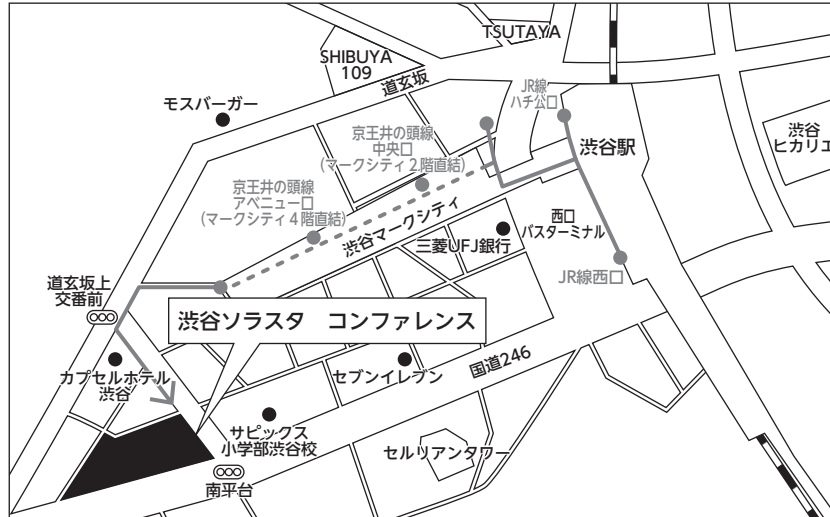 TSUTAYA
SHIBUYA
109
道玄坂
JR線
ハチ公口
モスバーガー
京王井の頭線
中央口
(マークシティ2階直結)
渋谷駅
渋谷
ヒカリエ
京王井の頭線
アベニュー口
(マークシティ4階直結)
渋谷マークシティ
西口
バスターミナル
三菱UFJ銀行
JR線西口
道玄坂上
交番前
渋谷ソラスタ　コンファレンス
カプセルホテル
渋谷
セブンイレブン
国道246
サピックス
小学部渋谷校
セルリアンタワー
南平台